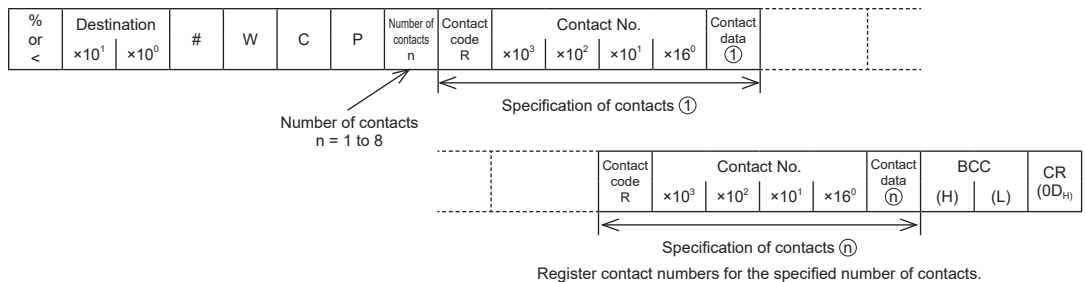 % or < Destination ×10¹ ×10⁰ # W C P Number of contacts n Contact code R Contact No. ×10³ ×10² ×10¹ ×16⁰ Contact data ①
Specification of contacts ①
Number of contacts
n = 1 to 8
Contact code R Contact No. ×10³ ×10² ×10¹ ×16⁰ Contact data ⓝ BCC (H) (L) CR (0D_H)
Specification of contacts ⓝ
Register contact numbers for the specified number of contacts.